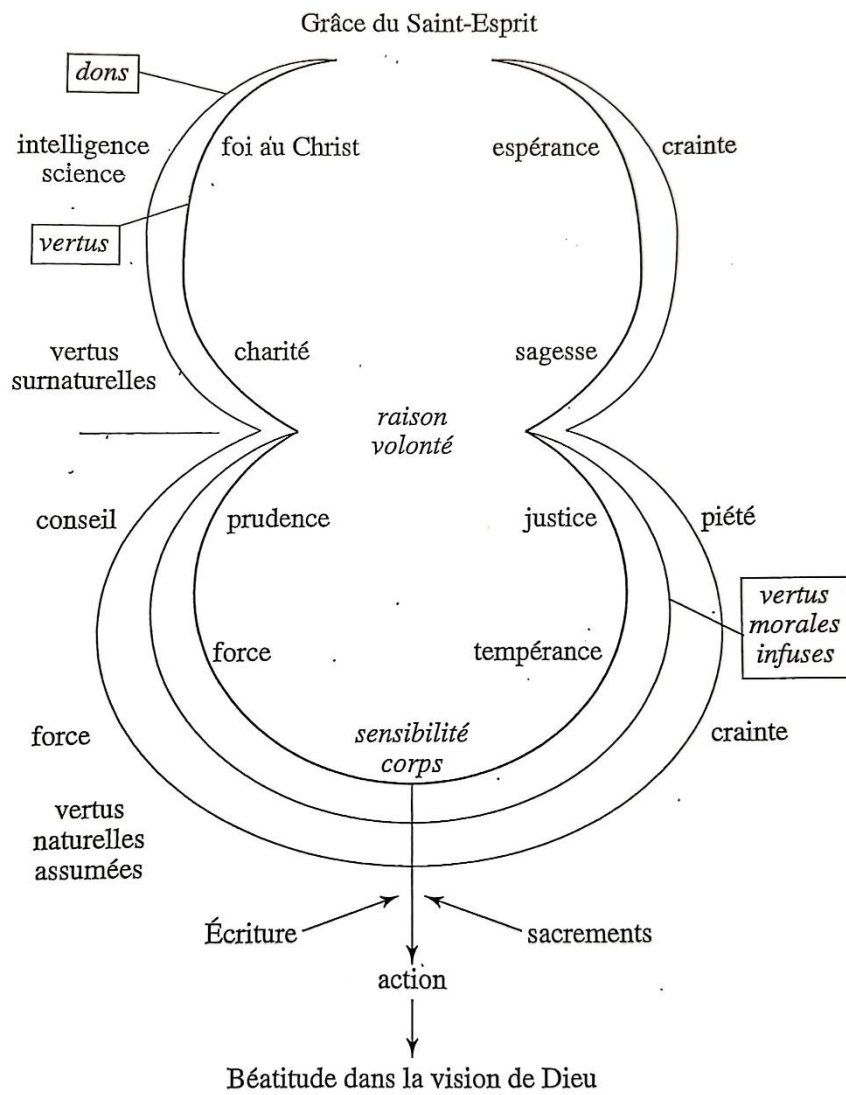 Grâce du Saint-Esprit
dons
intelligence
science
foi au Christ
espérance
crainte
vertus
vertus
surnaturelles
charité
sagesse
raison
volonté
conseil
prudence
justice
piété
vertus
morales
infuses
force
tempérance
force
sensibilité
corps
crainte
vertus
naturelles
assumées
Écriture
sacrements
action
Béatitude dans la vision de Dieu